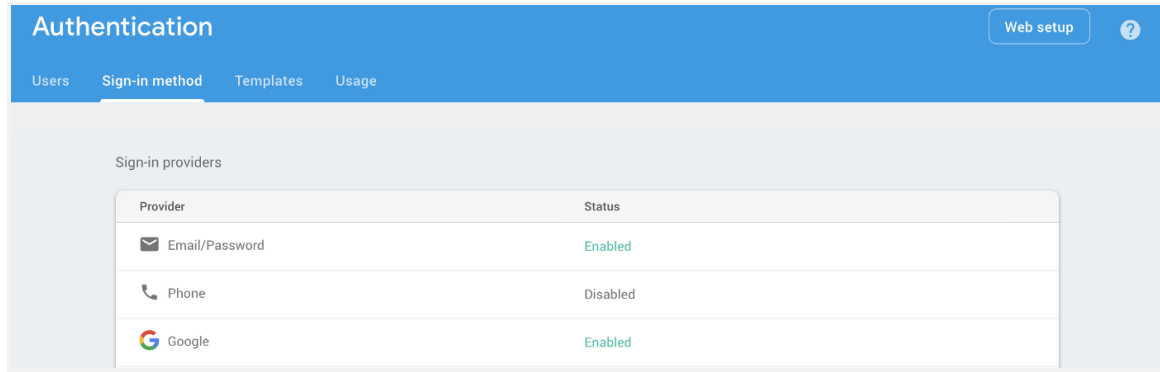 Authentication
Web setup
?
Users Sign-in method Templates Usage
Sign-in providers
Provider Status
Email/Password Enabled
Phone Disabled
Google Enabled